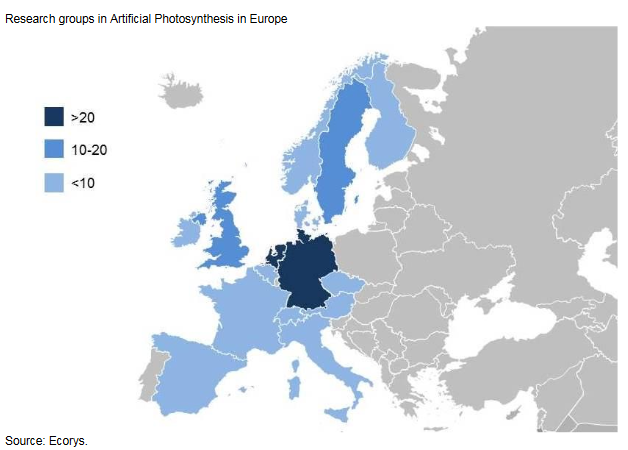 Research groups in Artificial Photosynthesis in Europe
>20
10-20
<10
Source: Ecorys.